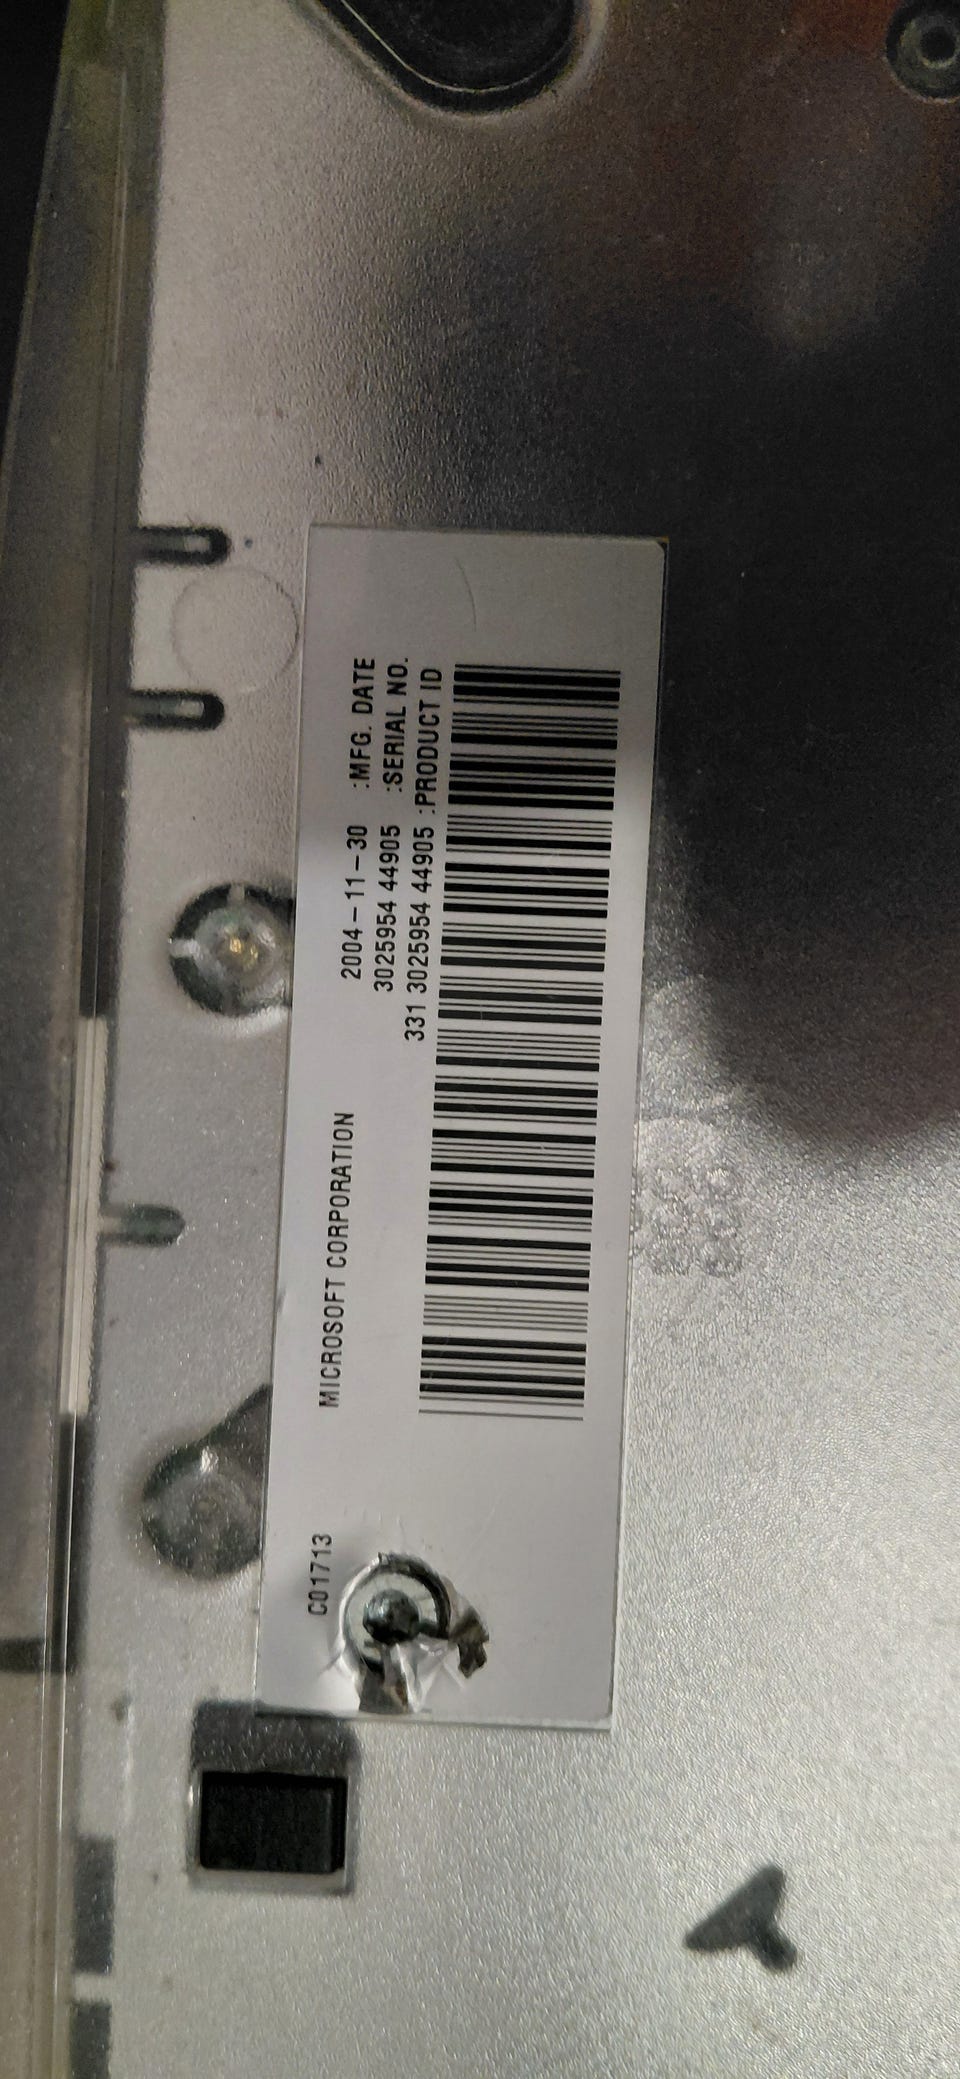 C01713
MICROSOFT CORPORATION
2004-11-30 :MFG. DATE
3025954 44905 :SERIAL NO.
331 3025954 44905 :PRODUCT ID